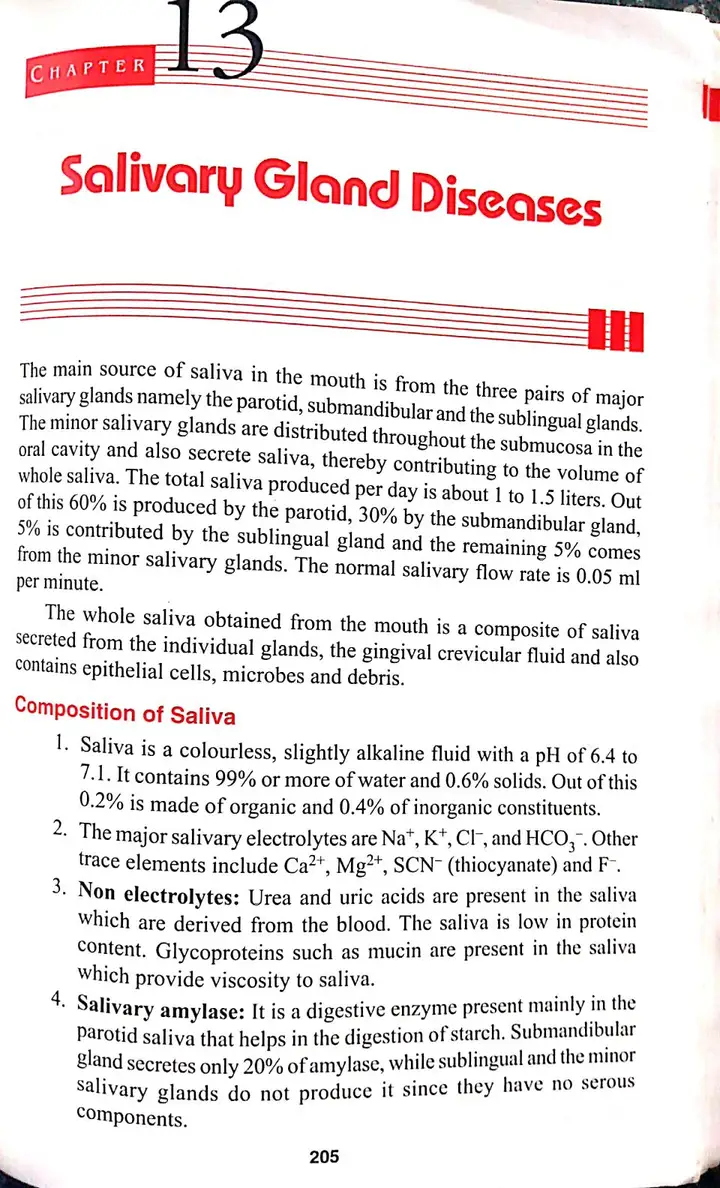 CHAPTER 13
Salivary Gland Diseases
The main source of saliva in the mouth is from the three pairs of major
salivary glands namely the parotid, submandibular and the sublingual glands.
The minor salivary glands are distributed throughout the submucosa in the
oral cavity and also secrete saliva, thereby contributing to the volume of
whole saliva. The total saliva produced per day is about 1 to 1.5 liters. Out
of this 60% is produced by the parotid, 30% by the submandibular gland,
5% is contributed by the sublingual gland and the remaining 5% comes
from the minor salivary glands. The normal salivary flow rate is 0.05 ml
per minute.
The whole saliva obtained from the mouth is a composite of saliva
secreted from the individual glands, the gingival crevicular fluid and also
contains epithelial cells, microbes and debris.
Composition of Saliva
1. Saliva is a colourless, slightly alkaline fluid with a pH of 6.4 to
7.1. It contains 99% or more of water and 0.6% solids. Out of this
0.2% is made of organic and 0.4% of inorganic constituents.
2. The major salivary electrolytes are Na⁺, K⁺, Cl⁻, and HCO₃⁻. Other
trace elements include Ca²⁺, Mg²⁺, SCN⁻ (thiocyanate) and F⁻.
3. Non electrolytes: Urea and uric acids are present in the saliva
which are derived from the blood. The saliva is low in protein
content. Glycoproteins such as mucin are present in the saliva
which provide viscosity to saliva.
4. Salivary amylase: It is a digestive enzyme present mainly in the
parotid saliva that helps in the digestion of starch. Submandibular
gland secretes only 20% of amylase, while sublingual and the minor
salivary glands do not produce it since they have no serous
components.
205